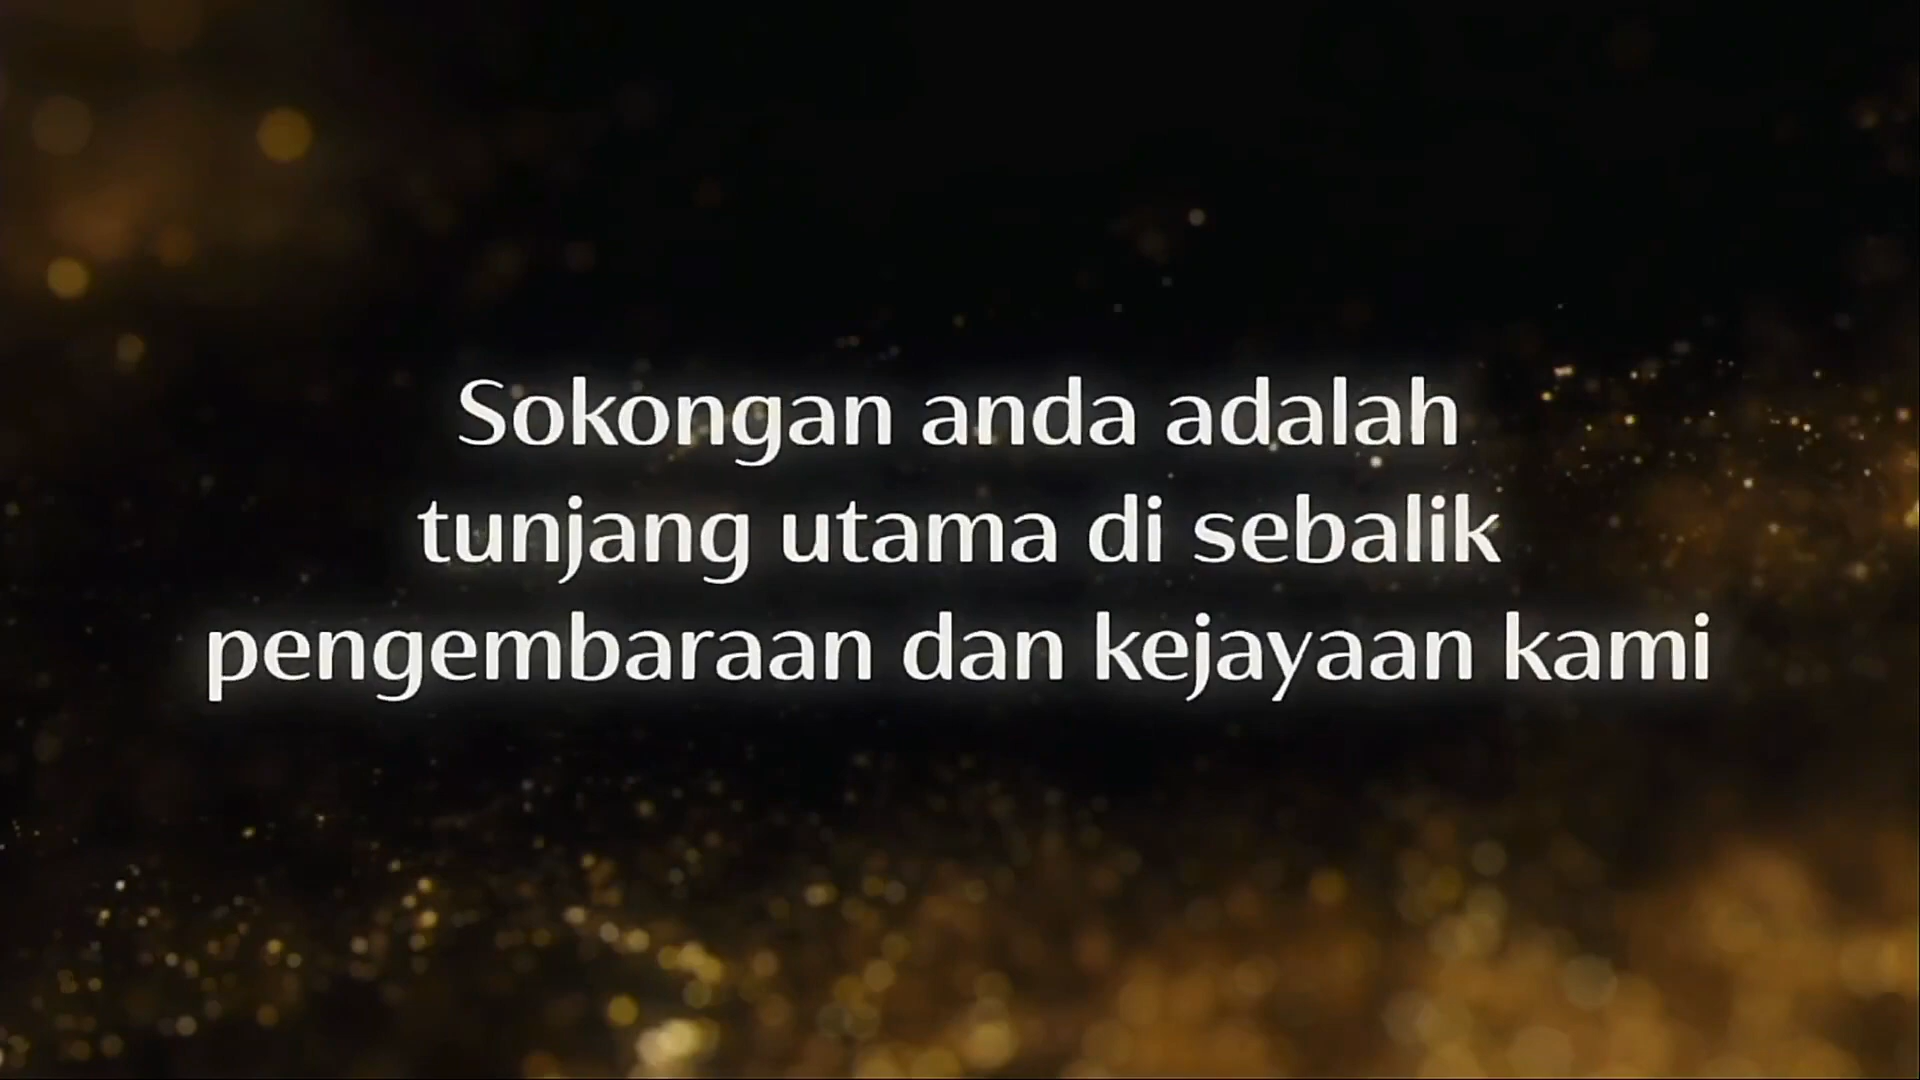 Sokongan anda adalah
tunjang utama di sebalik
pengembaraan dan kejayaan kami